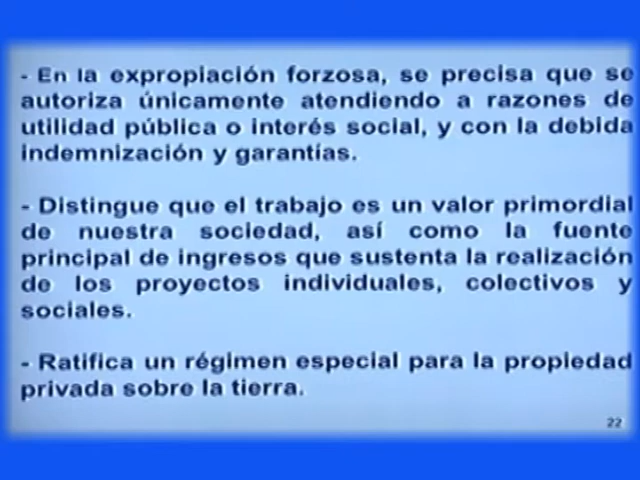 - En la expropiación forzosa, se precisa que se
autoriza únicamente atendiendo a razones de
utilidad pública o interés social, y con la debida
indemnización y garantías.
- Distingue que el trabajo es un valor primordial
de nuestra sociedad, así como la fuente
principal de ingresos que sustenta la realización
de los proyectos individuales, colectivos y
sociales.
- Ratifica un régimen especial para la propiedad
privada sobre la tierra.
22